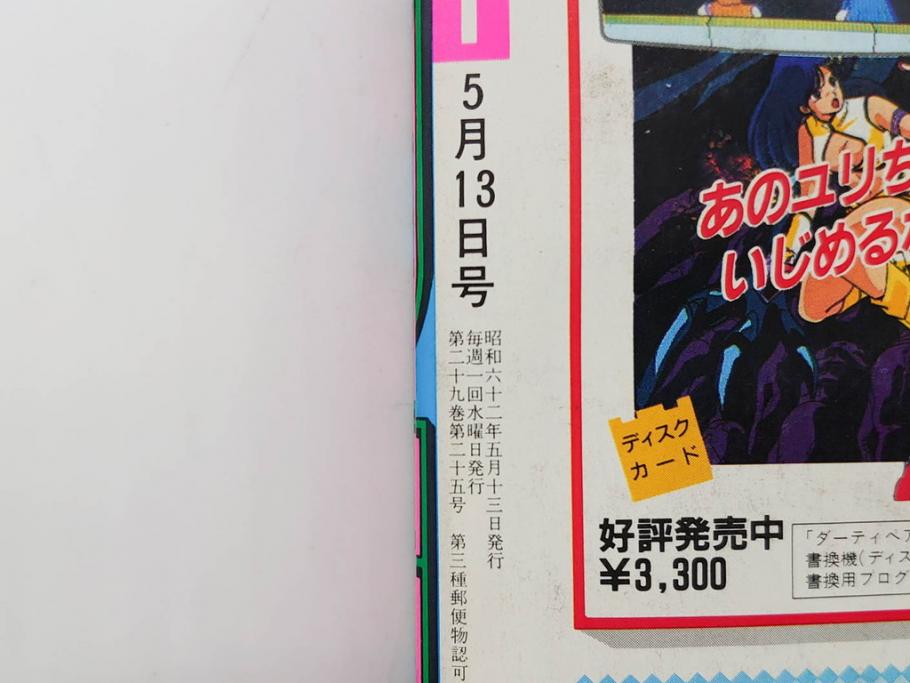 5月13日号
昭和六十二年五月十三日発行
毎週一回水曜日発行
第二十九巻第二十五号 第三種郵便物認可
あのユリち
いじめるな
ディスク
カード
好評発売中
¥3,300
「ダーティペア
書換機(ディス
書換用プログ